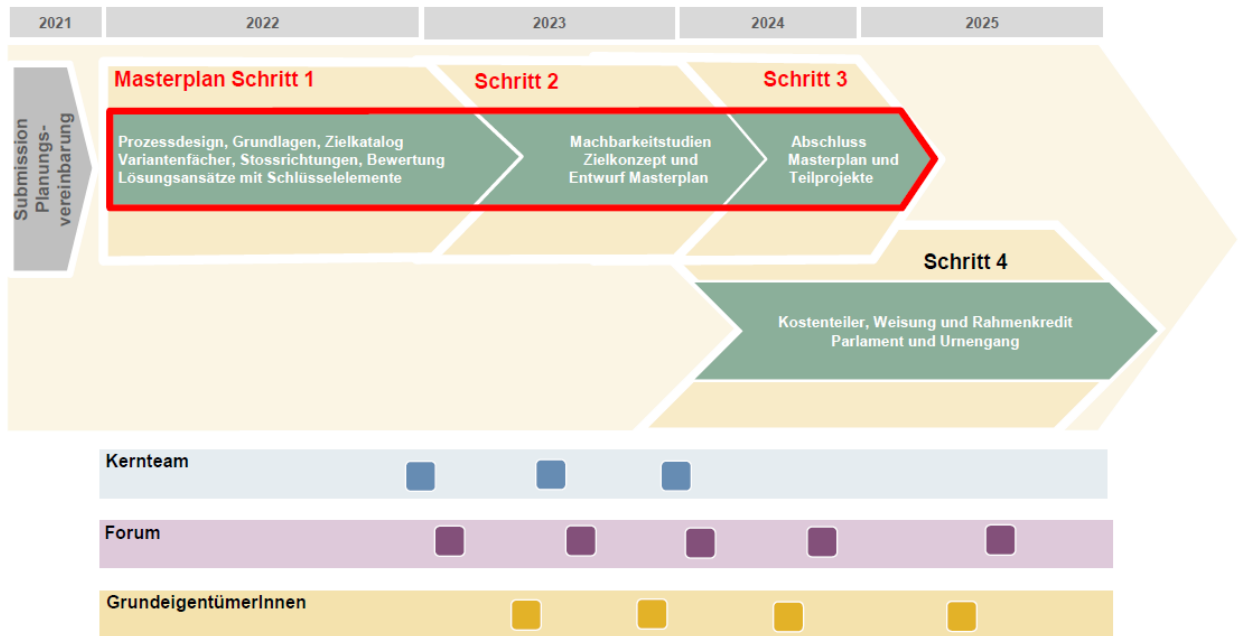 2021
2022
2023
2024
2025
Submission
Planungs-
vereinbarung
Masterplan Schritt 1
Prozessdesign, Grundlagen, Zielkatalog
Variantenfächer, Stossrichtungen, Bewertung
Lösungsansätze mit Schlüsselelemente
Schritt 2
Machbarkeitstudien
Zielkonzept und
Entwurf Masterplan
Schritt 3
Abschluss
Masterplan und
Teilprojekte
Schritt 4
Kostenteiler, Weisung und Rahmenkredit
Parlament und Urnengang
Kernteam
Forum
GrundeigentümerInnen